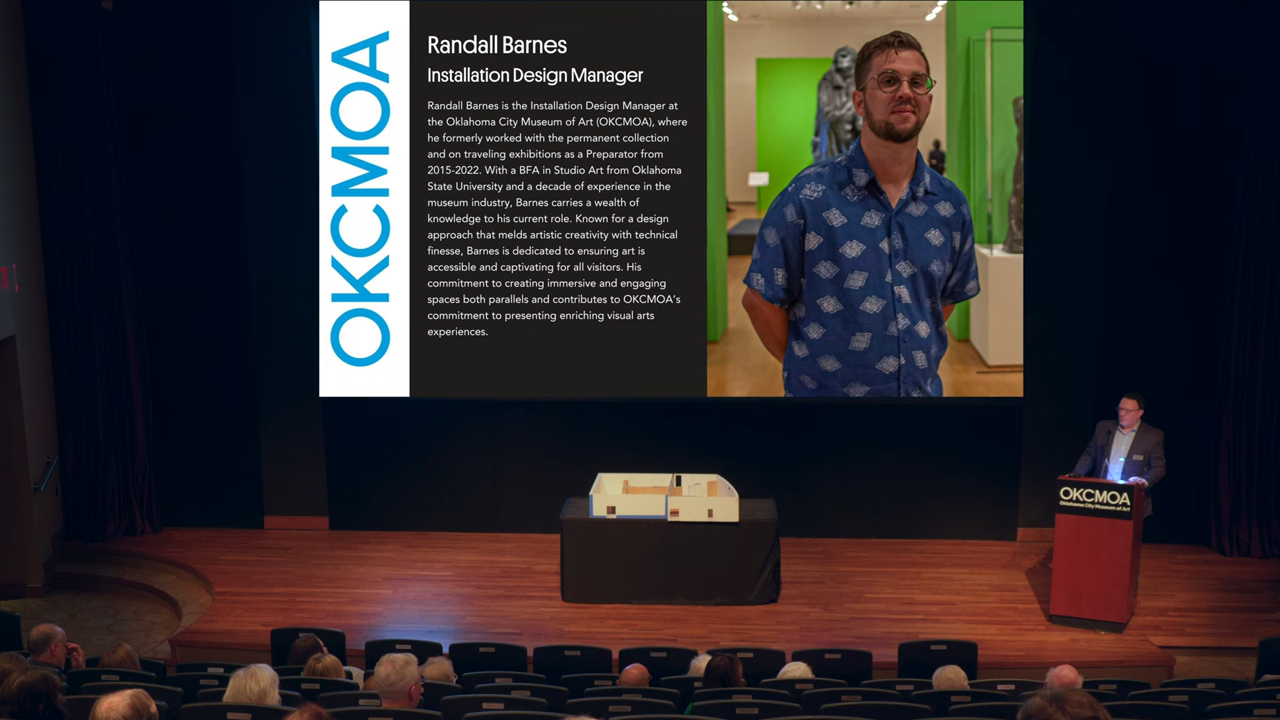 OKCMOA
Randall Barnes
Installation Design Manager
Randall Barnes is the Installation Design Manager at
the Oklahoma City Museum of Art (OKCMOA), where
he formerly worked with the permanent collection
and on traveling exhibitions as a Preparator from
2015-2022. With a BFA in Studio Art from Oklahoma
State University and a decade of experience in the
museum industry, Barnes carries a wealth of
knowledge to his current role. Known for a design
approach that melds artistic creativity with technical
finesse, Barnes is dedicated to ensuring art is
accessible and captivating for all visitors. His
commitment to creating immersive and engaging
spaces both parallels and contributes to OKCMOA's
commitment to presenting enriching visual arts
experiences.
OKCMOA
Oklahoma City Museum of Art